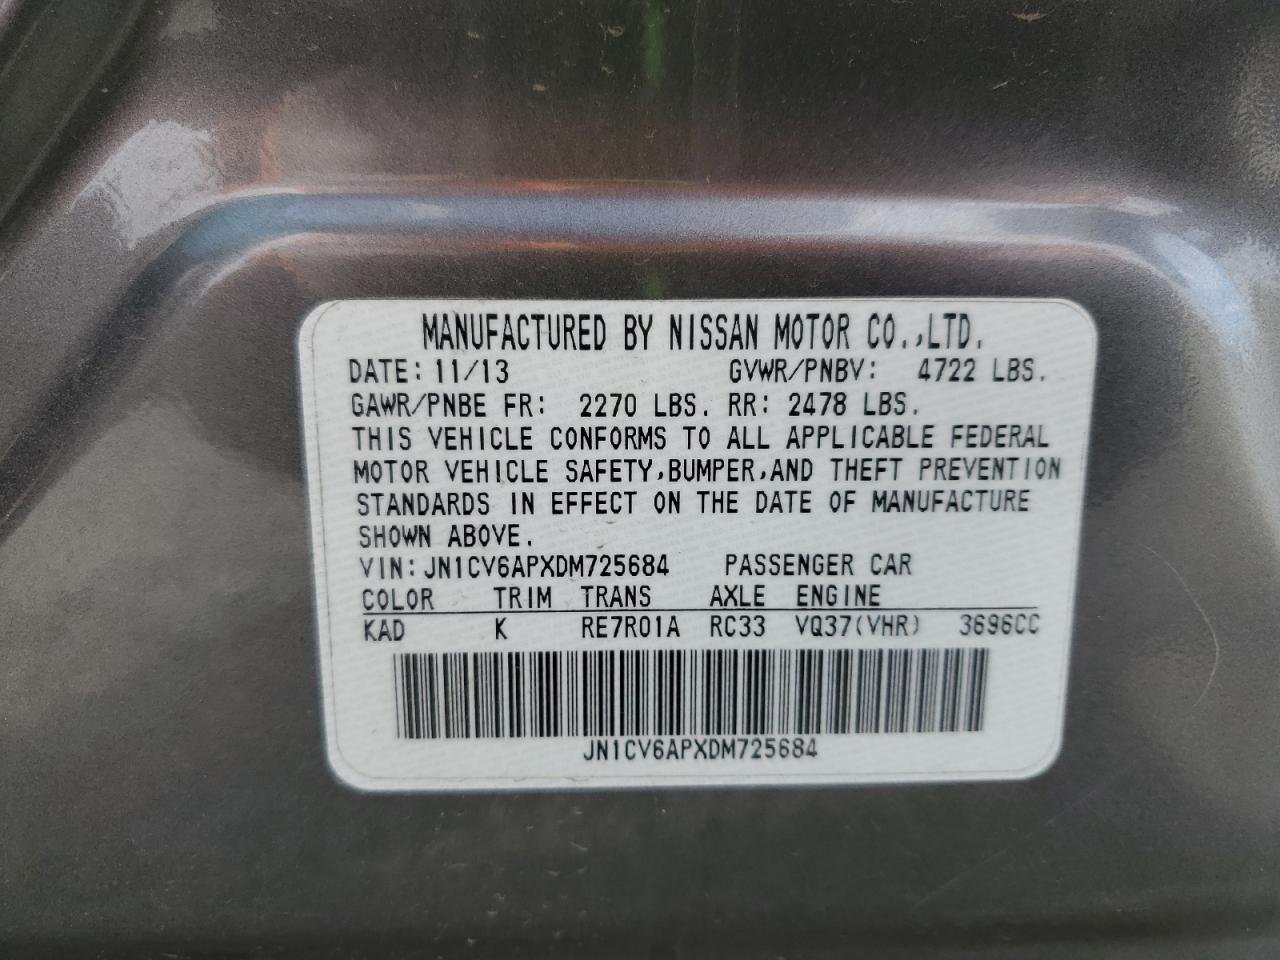 MANUFACTURED BY NISSAN MOTOR CO.,LTD.
DATE: 11/13 GVWR/PNBV: 4722 LBS.
GAWR/PNBE FR: 2270 LBS. RR: 2478 LBS.
THIS VEHICLE CONFORMS TO ALL APPLICABLE FEDERAL
MOTOR VEHICLE SAFETY,BUMPER,AND THEFT PREVENTION
STANDARDS IN EFFECT ON THE DATE OF MANUFACTURE
SHOWN ABOVE.
VIN:JN1CV6APXDM725684 PASSENGER CAR
COLOR TRIM TRANS AXLE ENGINE
KAD K RE7R01A RC33 VQ37(VHR) 3696CC
JN1CV6APXDM725684